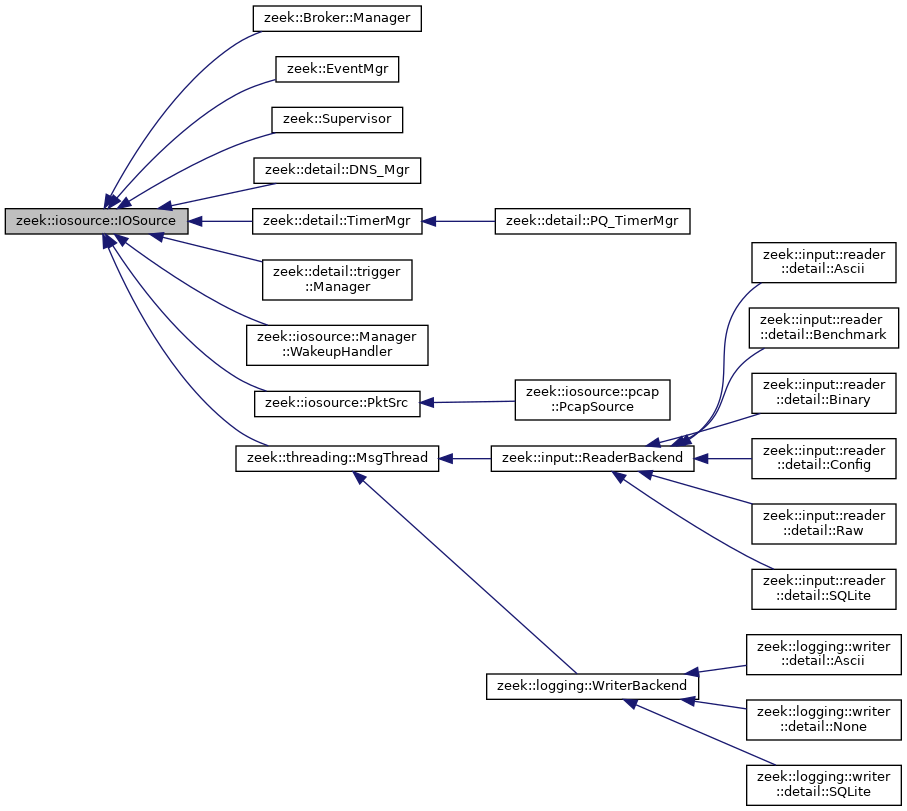 zeek::Broker::Manager
zeek::EventMgr
zeek::Supervisor
zeek::detail::DNS_Mgr
zeek::iosource::IOSource
zeek::detail::TimerMgr
zeek::detail::PQ_TimerMgr
zeek::detail::trigger
::Manager
zeek::iosource::Manager
::WakeupHandler
zeek::iosource::PktSrc
zeek::iosource::pcap
::PcapSource
zeek::threading::MsgThread
zeek::input::ReaderBackend
zeek::input::reader
::detail::Ascii
zeek::input::reader
::detail::Benchmark
zeek::input::reader
::detail::Binary
zeek::input::reader
::detail::Config
zeek::input::reader
::detail::Raw
zeek::input::reader
::detail::SQLite
zeek::logging::WriterBackend
zeek::logging::writer
::detail::Ascii
zeek::logging::writer
::detail::None
zeek::logging::writer
::detail::SQLite